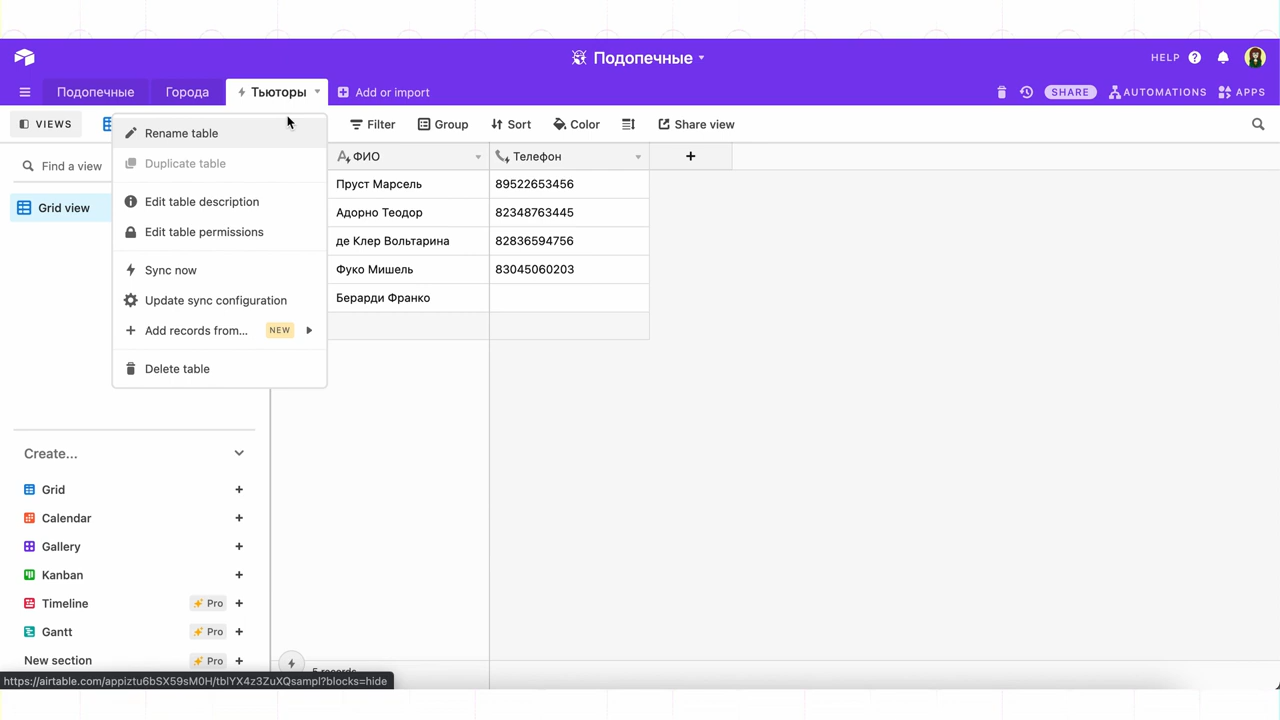 Подопечные
HELP
Подопечные
Города
Тьюторы
Add or import
SHARE
AUTOMATIONS
APPS
VIEWS
Filter
Group
Sort
Color
Share view
Find a view
Grid view
Rename table
Duplicate table
Edit table description
Edit table permissions
Sync now
Update sync configuration
Add records from... NEW
Delete table
ФИО
Телефон
Пруст Марсель
89522653456
Адорно Теодор
82348763445
де Клер Вольтарина
82836594756
Фуко Мишель
83045060203
Берарди Франко
Create...
Grid
Calendar
Gallery
Kanban
Timeline
Pro
Gantt
Pro
New section
Pro
5 records
https://airtable.com/appiztu6bSX59sM0H/tblYX4z3ZuXQsampl?blocks=hide